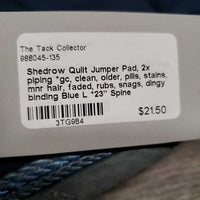 The Tack Collector
988045-135
Shedrow Quilt Jumper Pad, 2x
piping *gc, clean, older, pills, stains,
mnr hair, faded, rubs, snags, dingy
binding Blue L *23" Spine
3TG9B4
$21.50